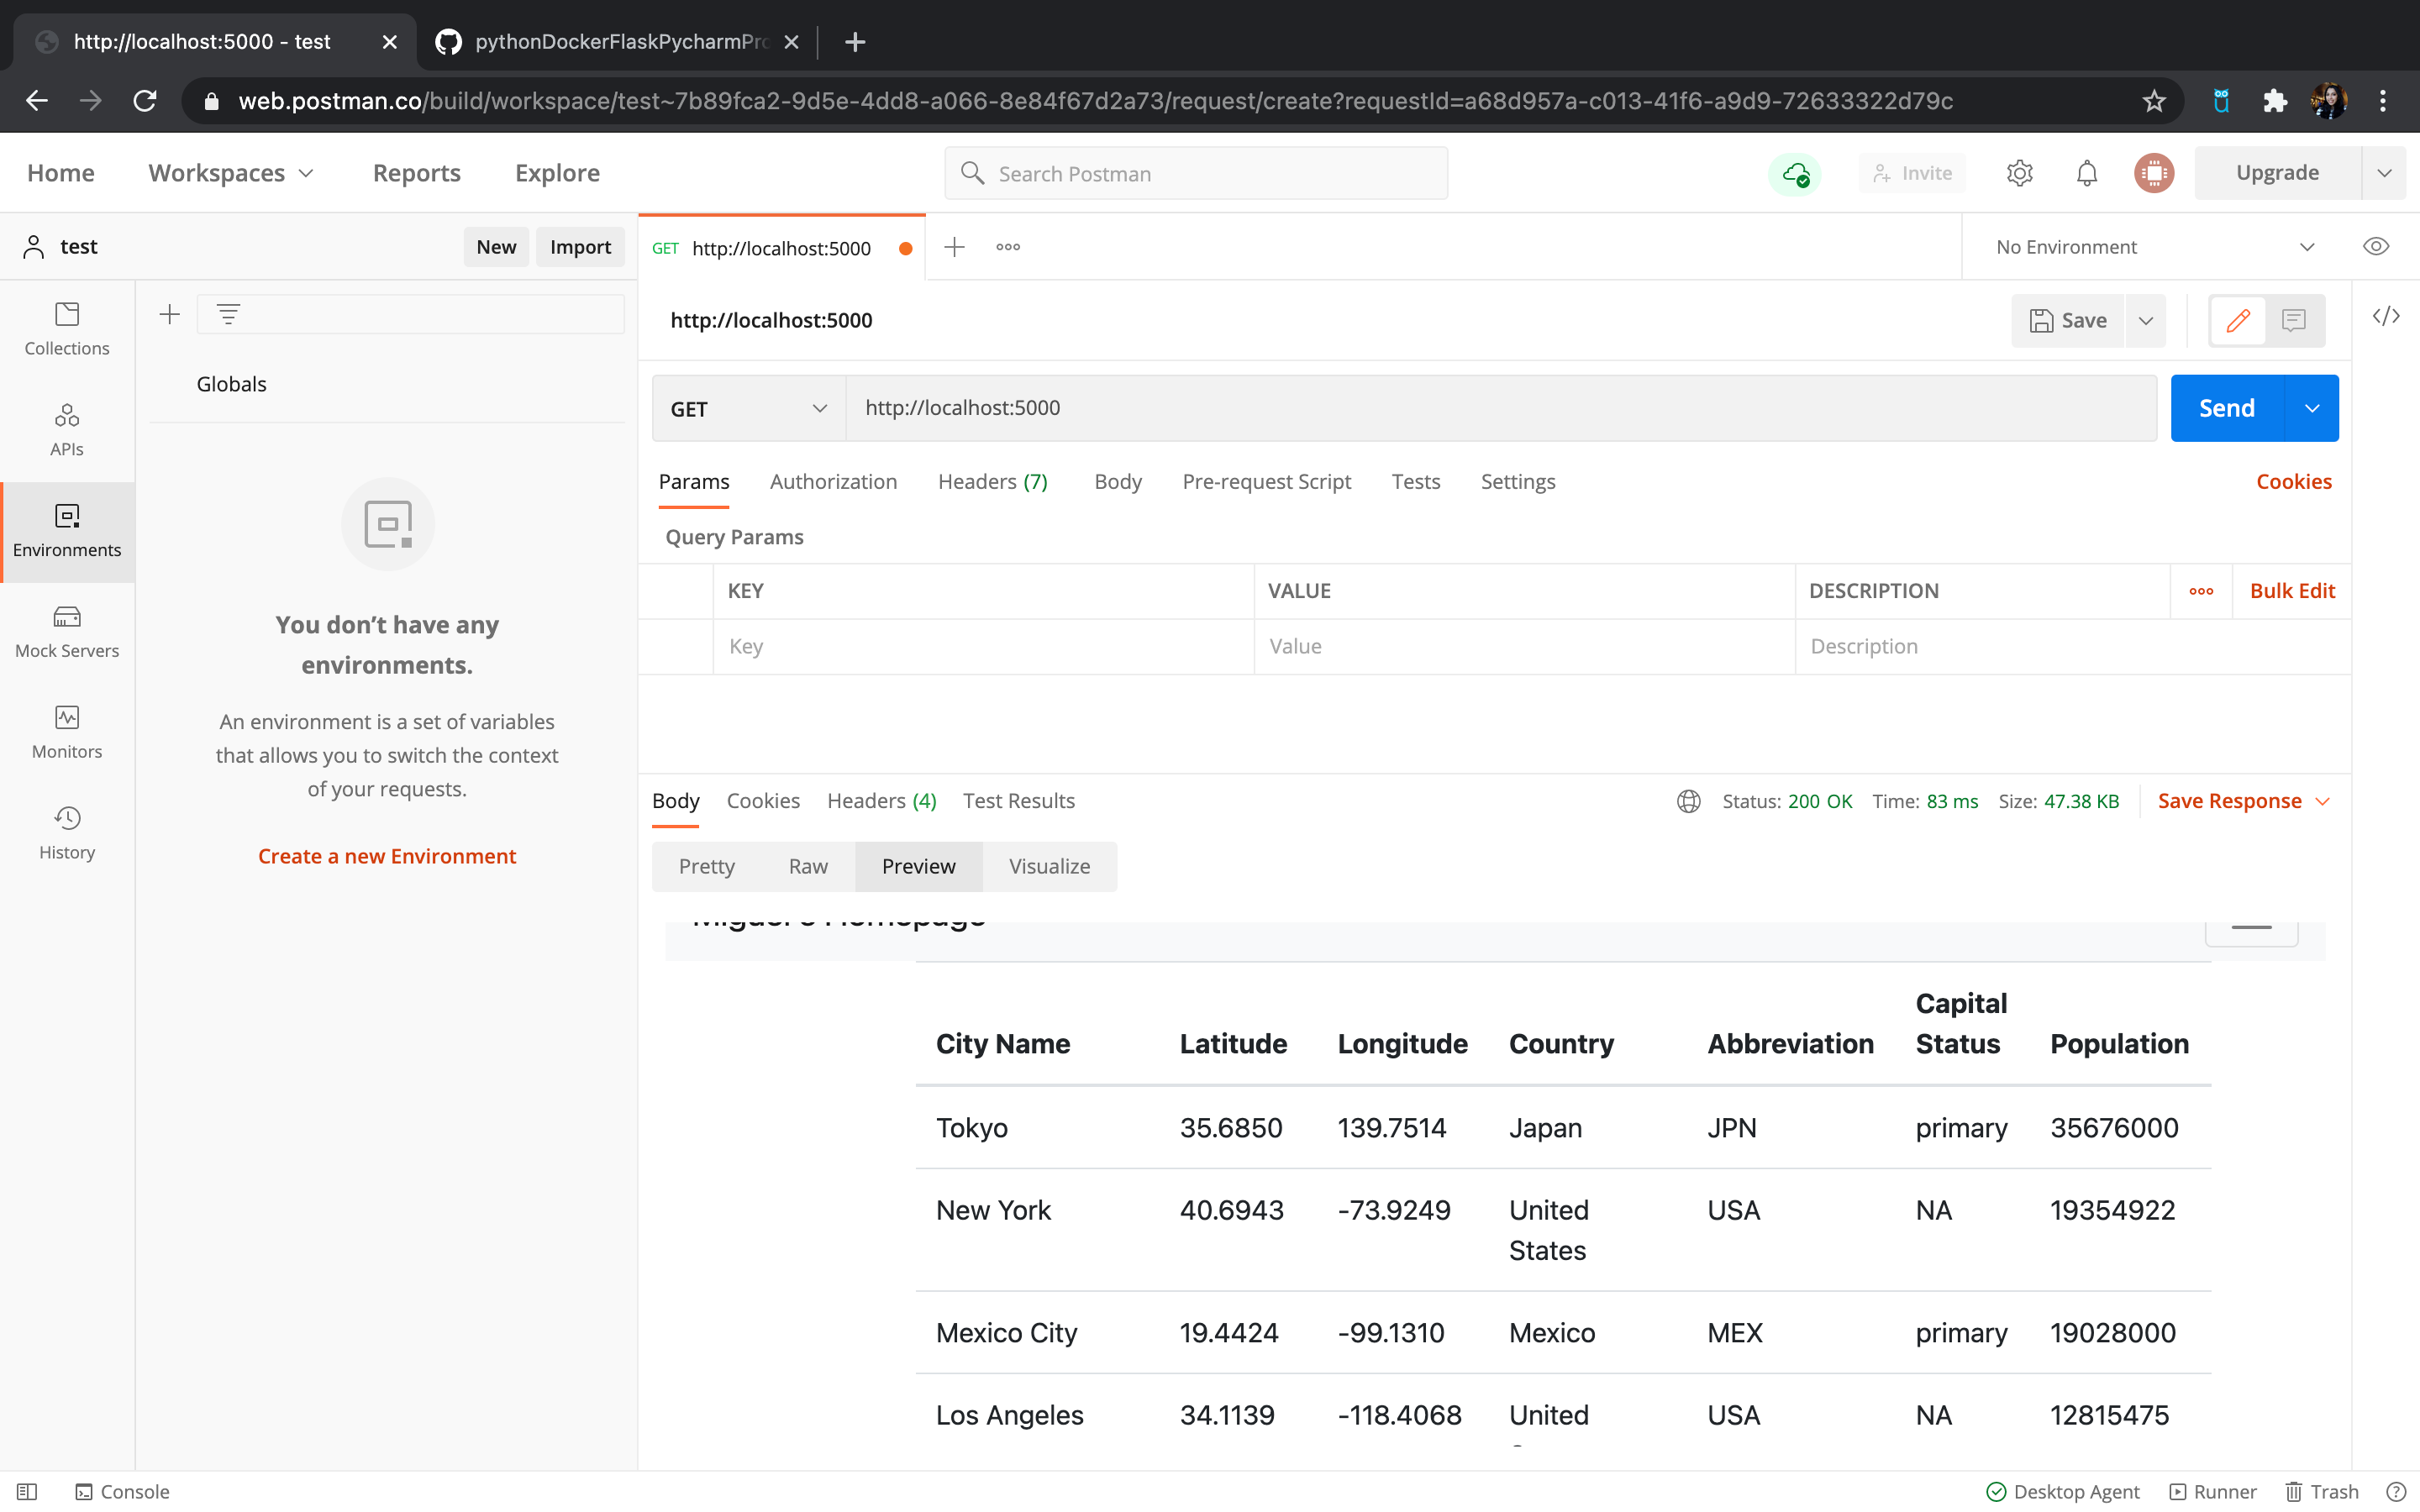 http://localhost:5000 - test
pythonDockerFlaskPycharmPro
web.postman.co/build/workspace/test~7b89fca2-9d5e-4dd8-a066-8e84f67d2a73/request/create?requestId=a68d957a-c013-41f6-a9d9-72633322d79c
Home Workspaces Reports Explore Search Postman Invite Upgrade
test New Import GET http://localhost:5000 No Environment
http://localhost:5000 Save
Collections
Globals
GET http://localhost:5000 Send
APIs
Params Authorization Headers (7) Body Pre-request Script Tests Settings Cookies
Query Params
Environments
KEY VALUE DESCRIPTION Bulk Edit
You don’t have any
environments.
Key Value Description
Mock Servers
An environment is a set of variables
that allows you to switch the context
of your requests.
Monitors
Body Cookies Headers (4) Test Results Status: 200 OK Time: 83 ms Size: 47.38 KB Save Response
History
Create a new Environment
Pretty Raw Preview Visualize
Miguel's Homepage
City Name Latitude Longitude Country Abbreviation Capital Status Population
Tokyo 35.6850 139.7514 Japan JPN primary 35676000
New York 40.6943 -73.9249 United States USA NA 19354922
Mexico City 19.4424 -99.1310 Mexico MEX primary 19028000
Los Angeles 34.1139 -118.4068 United USA NA 12815475
Console Desktop Agent Runner Trash